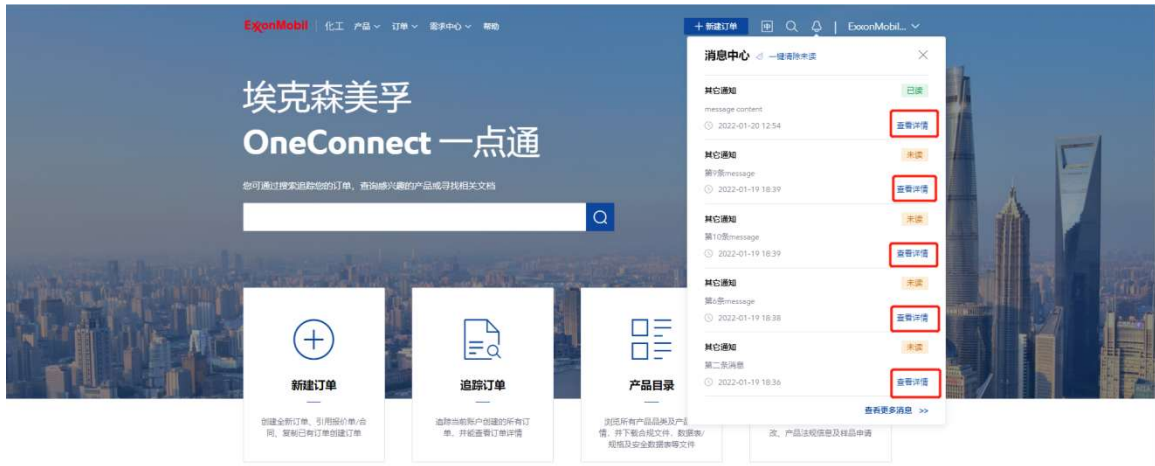 ExxonMobil | 化工 产品 订单 需求中心 帮助
+ 新建订单 中 | ExxonMobil...
埃克森美孚
OneConnect 一点通
您可通过搜索追踪您的订单，查询感兴趣的产品或寻找相关文档
消息中心 一键清除未读
其它通知 已读
message content
2022-01-20 12:54 查看详情
其它通知 未读
第9条message
2022-01-19 18:39 查看详情
其它通知 未读
第10条message
2022-01-19 18:39 查看详情
其它通知 未读
第6条message
2022-01-19 18:38 查看详情
其它通知 未读
第二条消息
2022-01-19 18:36 查看详情
查看更多消息 >>
新建订单
创建全新订单、引用报价单/合
同、复制已有订单创建订单
追踪订单
追踪当前账户创建的所有订
单，并能查看订单详情
产品目录
浏览所有产品品类及产品
情，并下载合规文件、数据表/
规格及安全数据表等文件
改、产品法规信息及样品申请